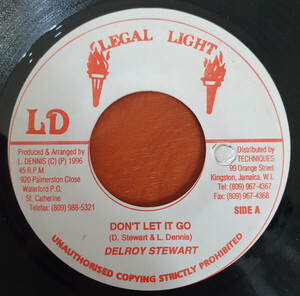 LEGAL LIGHT
LD
Produced & Arranged by
L. DENNIS (C) (P) 1996
45 R.P.M.
920 Palmerston Close
Waterford P.O.
St. Catherine
Telefax: (809) 988-5321
Distributed by
TECHNIQUES
99 Orange Street
Kingston, Jamaica, W.I.
Tel: (809) 967-4367
Fax: (809) 967-4368
SIDE A
DON'T LET IT GO
(D. Stewart & L. Dennis)
DELROY STEWART
UNAUTHORISED COPYING STRICTLY PROHIBITED